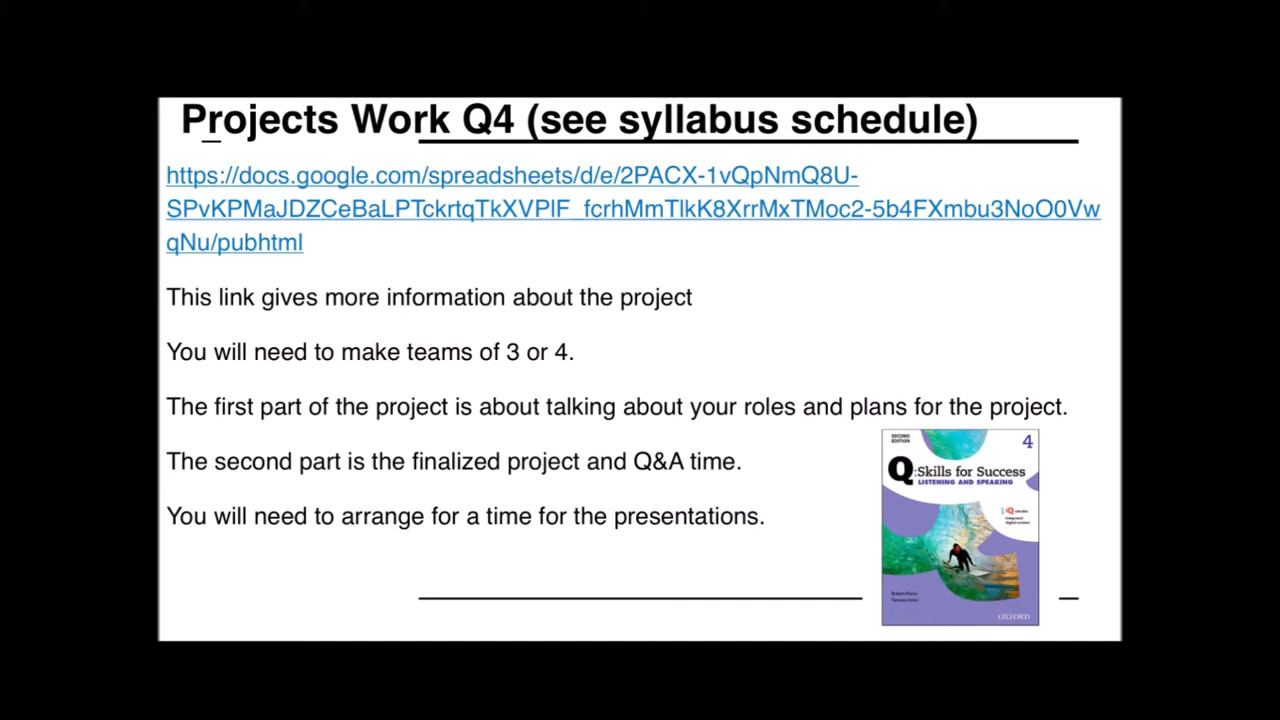 Projects Work Q4 (see syllabus schedule)
https://docs.google.com/spreadsheets/d/e/2PACX-1vQpNmQ8U-
SPvKPMaJDZCeBaLPTckrtqTkXVPlF_fcrhMmTlkK8XrrMxTMoc2-5b4FXmbu3NoO0Vw
qNu/pubhtml
This link gives more information about the project
You will need to make teams of 3 or 4.
The first part of the project is about talking about your roles and plans for the project.
The second part is the finalized project and Q&A time.
You will need to arrange for a time for the presentations.
SECOND
EDITION
4
Q:Skills for Success
LISTENING AND SPEAKING
OXFORD